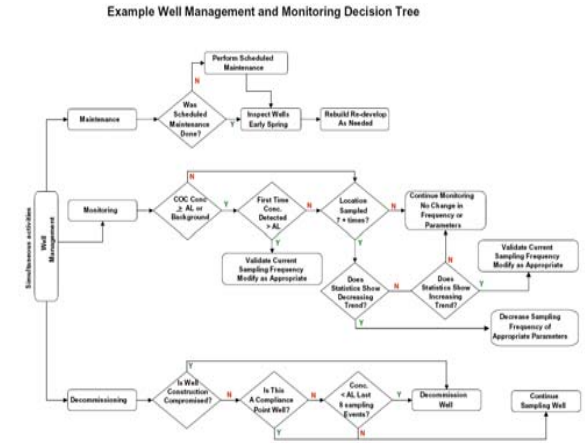 Example Well Management and Monitoring Decision Tree
Perform Scheduled
Maintenance
N
Was
Scheduled
Maintenance
Done?
Maintenance
Y
Inspect Wells
Early Spring
Rebuild Re-develop
As Needed
Simultaneous activities
Well
Management
N
Monitoring
COC Conc
≥ AL or
Background
Y
First Time
Conc.
Detected
> AL
N
Location
Sampled
7 + times?
N
Continue Monitoring
No Change in
Frequency or
Parameters
Y
Validate Current
Sampling Frequency
Modify as Appropriate
Y
Does
Statistics Show
Decreasing
Trend?
N
Does
Statistics Show
Increasing
Trend?
N
Y
Validate Current
Sampling Frequency
Modify as Appropriate
Y
Decrease Sampling
Frequency of
Appropriate Parameters
Y
Decommissioning
Is Well
Construction
Compromised?
N
Is This
A Compliance
Point Well?
N
Conc.
< AL Last
8 sampling
Events?
Y
Decommission
Well
Continue
Sampling Well
Y
N